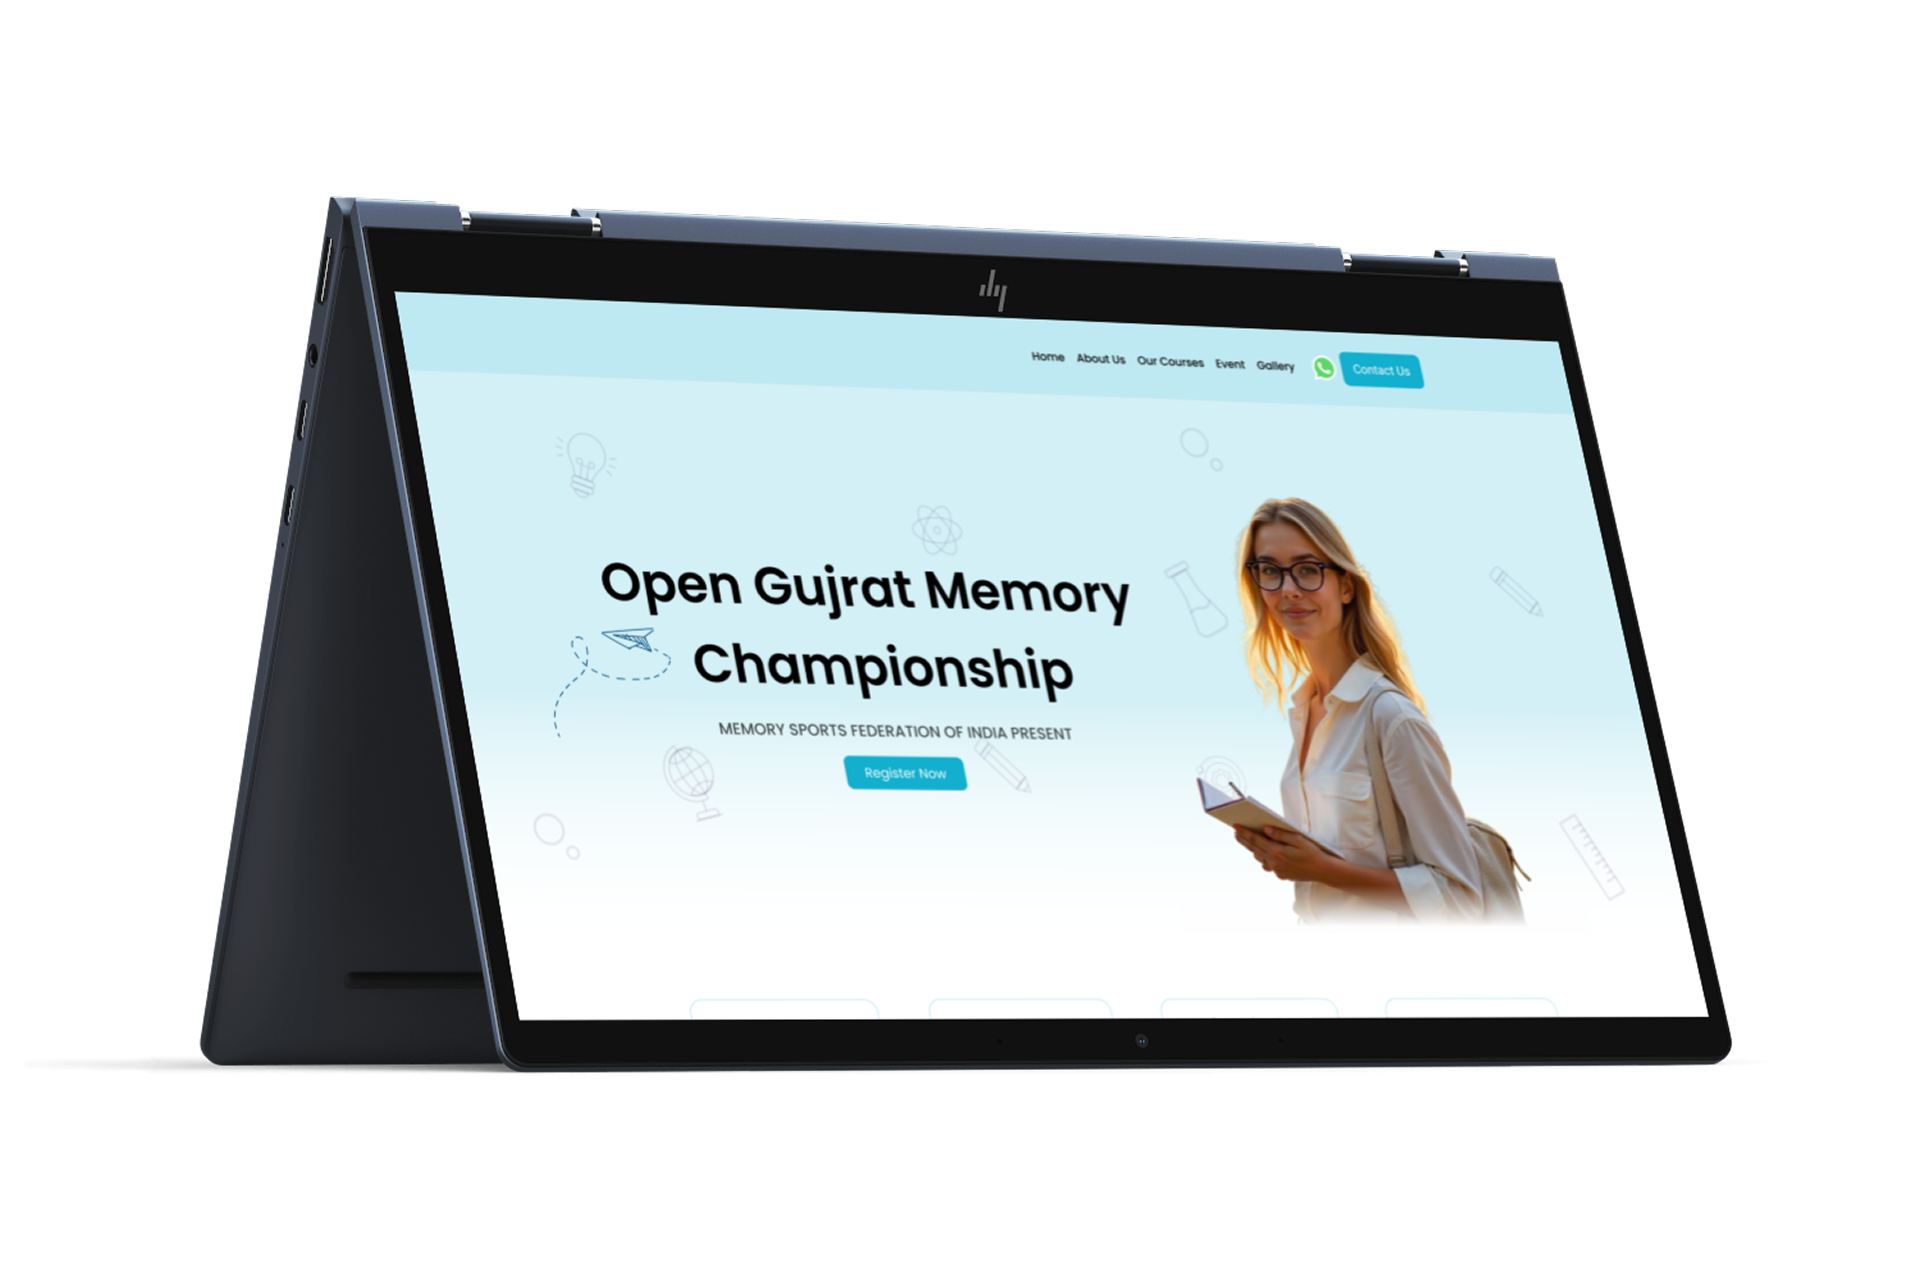 Home About Us Our Courses Event Gallery Contact Us
Open Gujrat Memory
Championship
MEMORY SPORTS FEDERATION OF INDIA PRESENT
Register Now